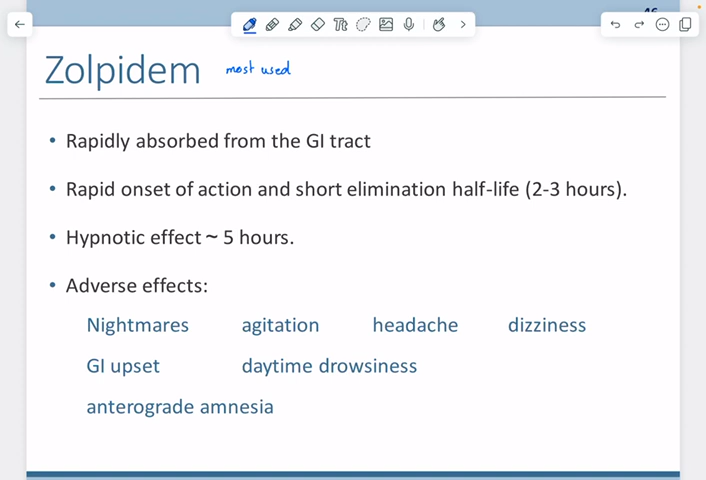 Zolpidem most used
• Rapidly absorbed from the GI tract
• Rapid onset of action and short elimination half-life (2-3 hours).
• Hypnotic effect ~ 5 hours.
• Adverse effects:
Nightmares agitation headache dizziness
GI upset daytime drowsiness
anterograde amnesia